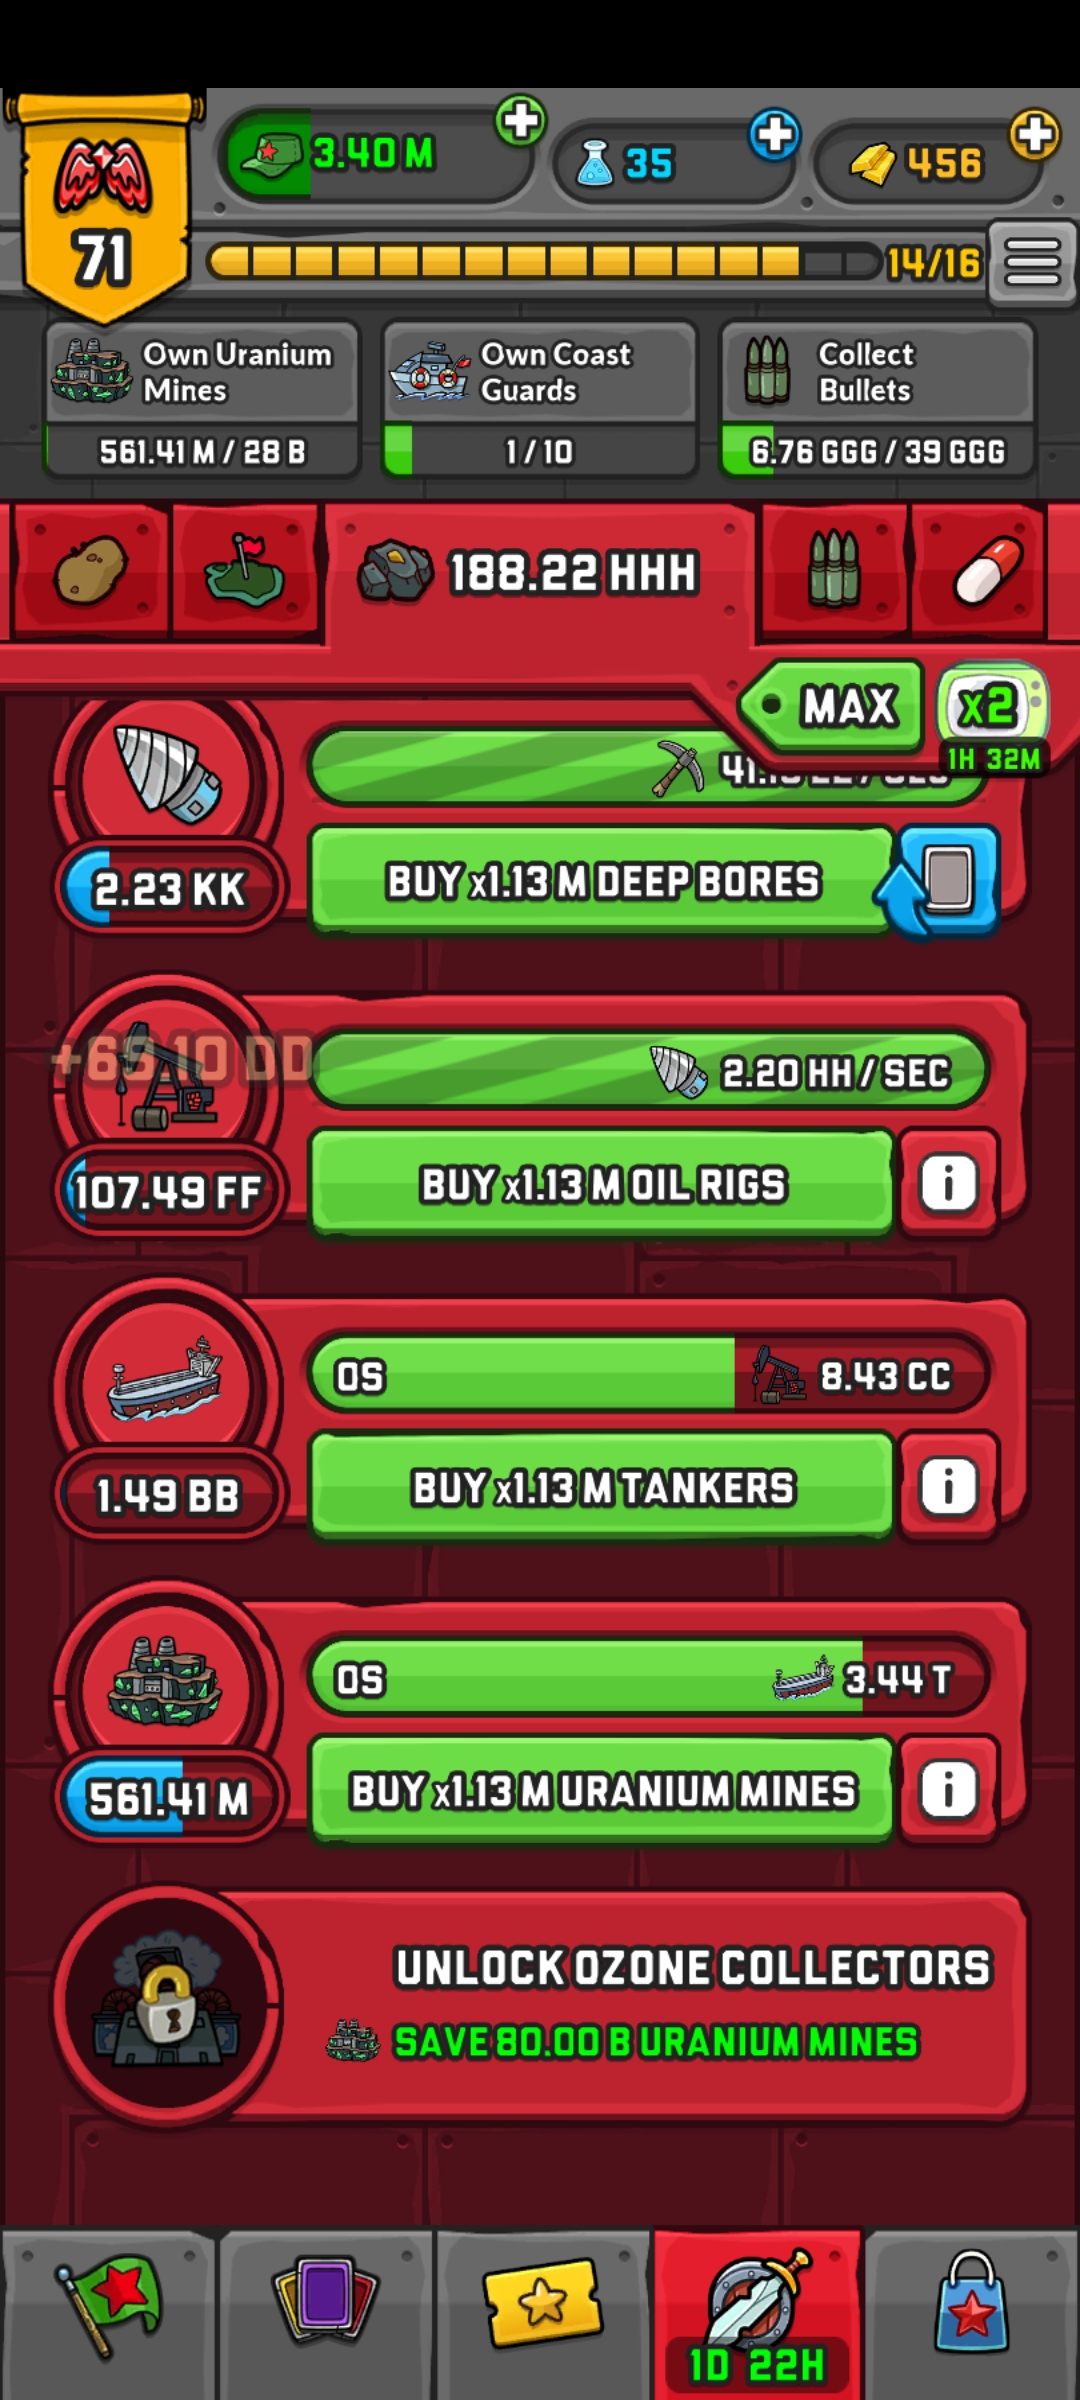 3.40 M
35
456
71
14/16
Own Uranium
Mines
561.41 M / 28 B
Own Coast
Guards
1 / 10
Collect
Bullets
6.76 GGG / 39 GGG
188.22 HHH
MAX
x2
1H 32M
2.23 KK
BUY x1.13 M DEEP BORES
+69.10 DD
2.20 HH / SEC
107.49 FF
BUY x1.13 M OIL RIGS
i
0S
8.43 CC
1.49 BB
BUY x1.13 M TANKERS
i
0S
3.44 T
561.41 M
BUY x1.13 M URANIUM MINES
i
UNLOCK OZONE COLLECTORS
SAVE 80.00 B URANIUM MINES
1D 22H